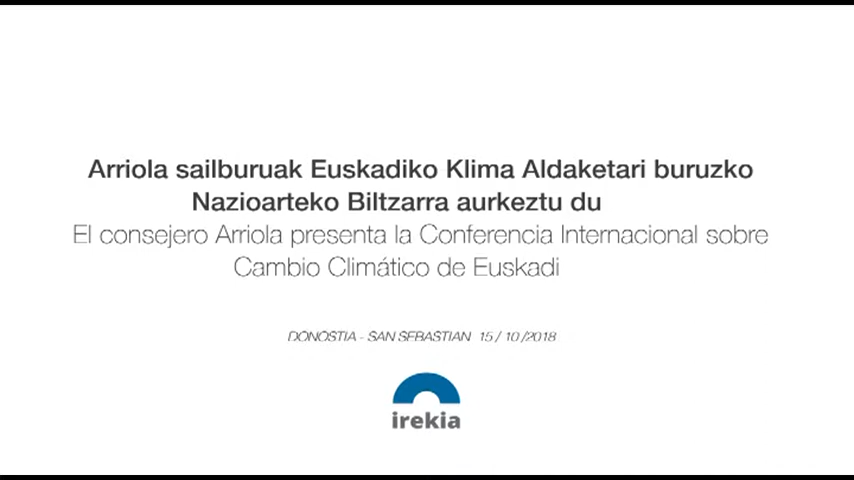 Arriola sailburuak Euskadiko Klima Aldaketari buruzko
Nazioarteko Biltzarra aurkeztu du
El consejero Arriola presenta la Conferencia Internacional sobre
Cambio Climático de Euskadi
DONOSTIA - SAN SEBASTIAN 15 / 10 /2018
irekia